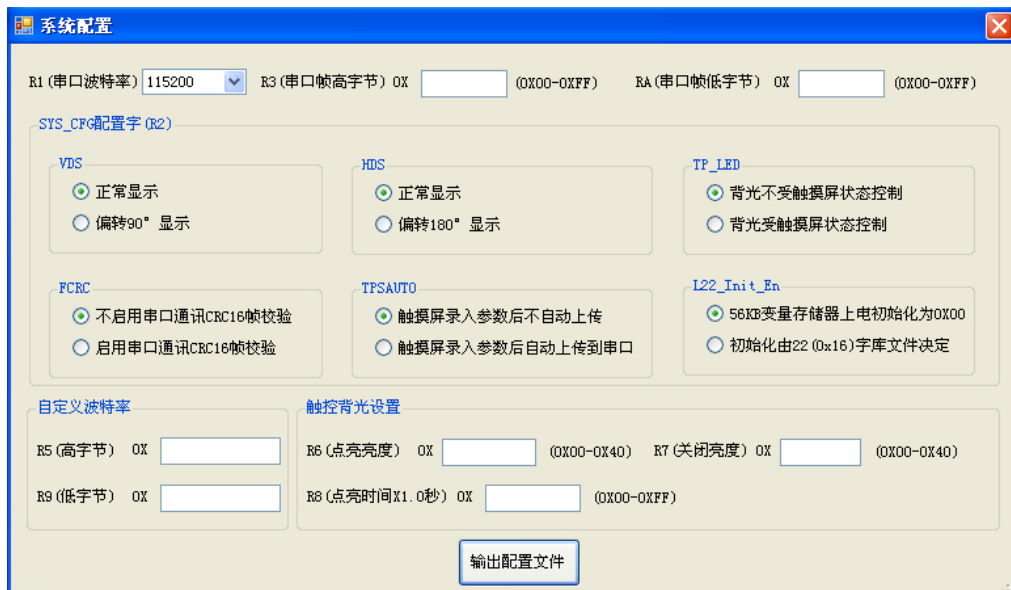 系统配置
R1(串口波特率) 115200 R3(串口帧高字节) 0X (0X00-0XFF) RA(串口帧低字节) 0X (0X00-0XFF)
SYS_CFG配置字(R2)
VDS HDS TP_LED
正常显示 正常显示 背光不受触摸屏状态控制
偏转90° 显示 偏转180° 显示 背光受触摸屏状态控制
FCRC TPSAUTO L22_Init_En
不启用串口通讯CRC16帧校验 触摸屏录入参数后不自动上传 56KB变量存储器上电初始化为0X00
启用串口通讯CRC16帧校验 触摸屏录入参数后自动上传到串口 初始化由22(0x16)字库文件决定
自定义波特率 触控背光设置
R5(高字节) 0X R6(点亮亮度) 0X (0X00-0X40) R7(关闭亮度) 0X (0X00-0X40)
R9(低字节) 0X R8(点亮时间X1.0秒) 0X (0X00-0XFF)
输出配置文件